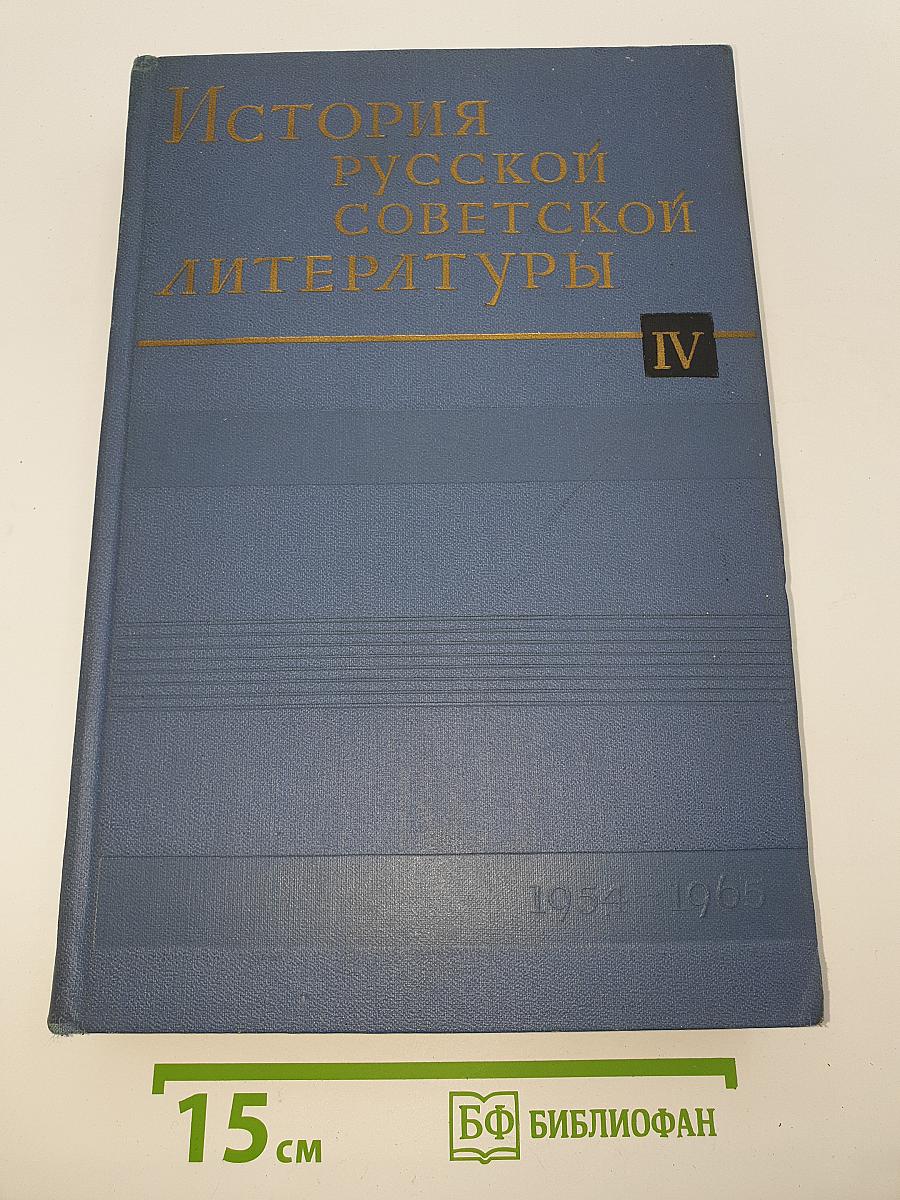 История
русской
советской
литературы
IV
1954–1965
15 см
БФ БИБЛИОФАН